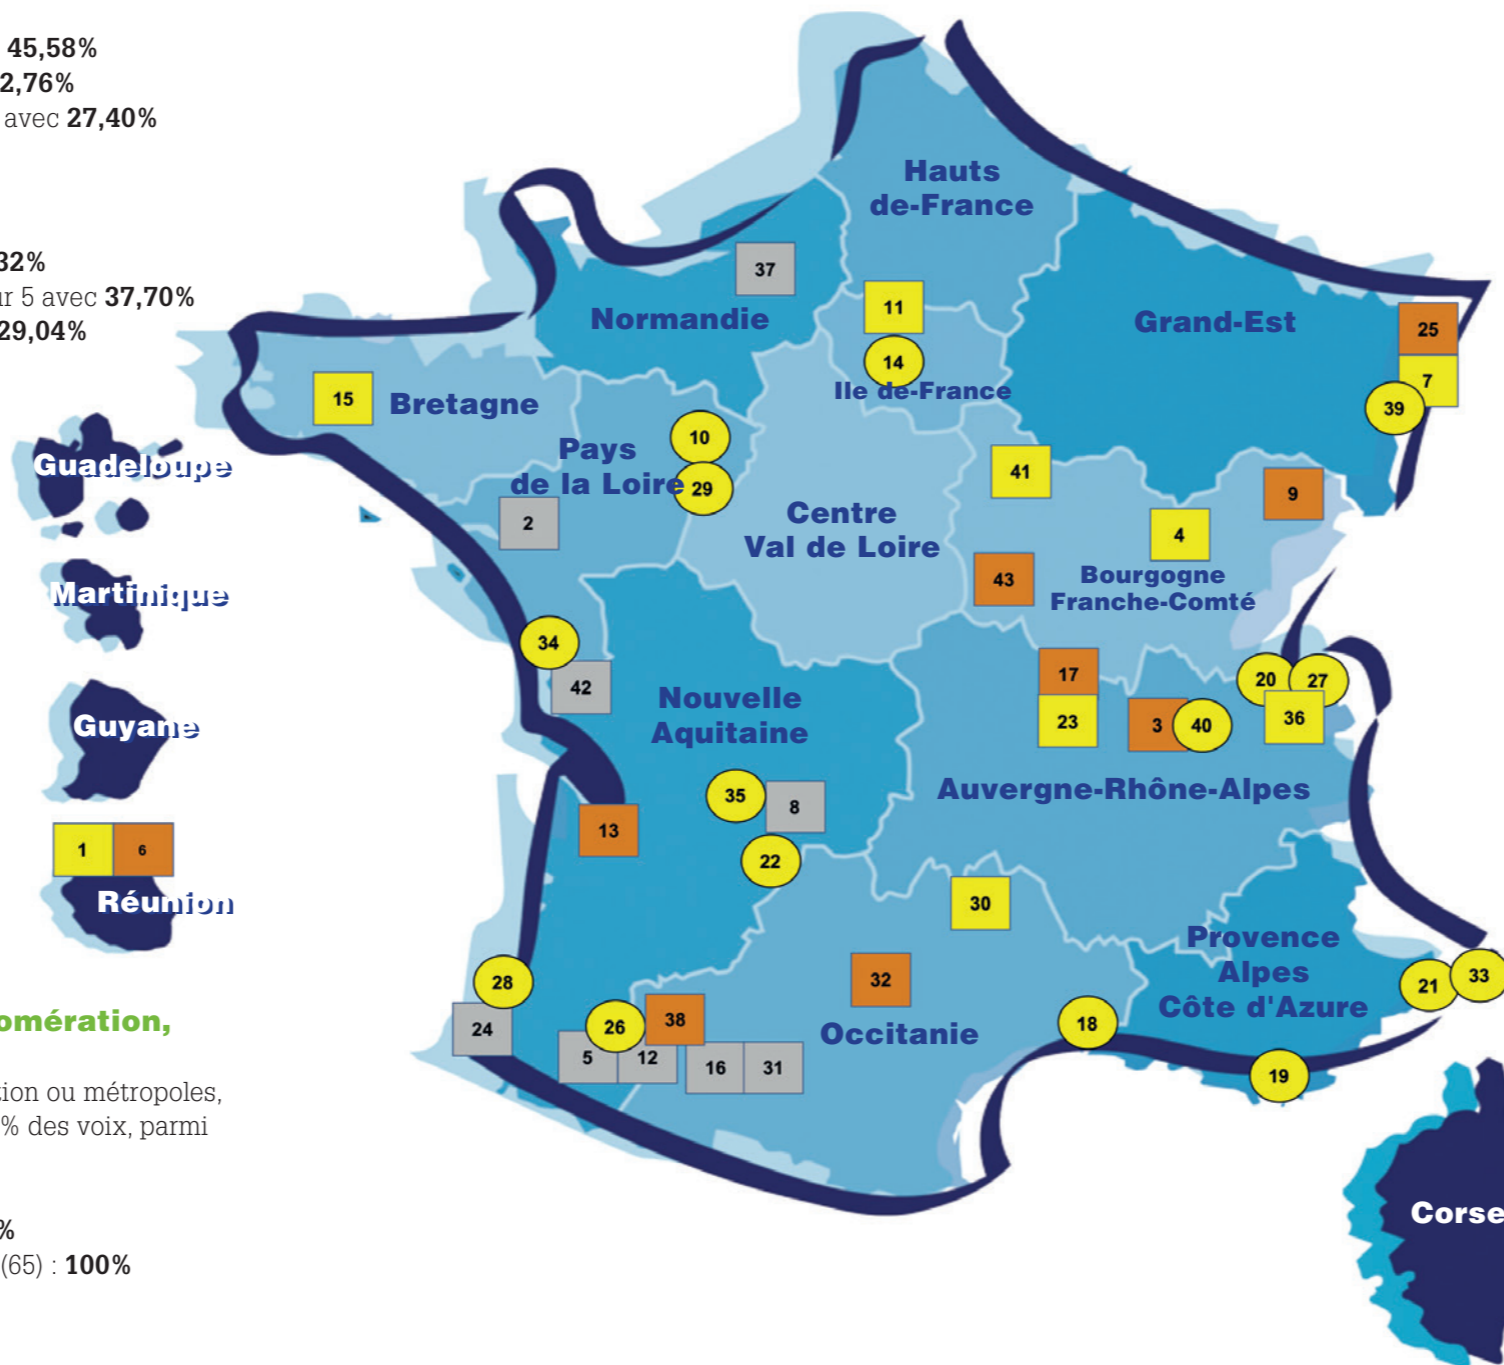 45,58%
2,76%
avec 27,40%
32%
ur 5 avec 37,70%
29,04%
Hauts
de-France
37
Normandie
11
14
Ile de-France
Grand-Est
25
7
39
15
Bretagne
10
Pays
de la Loire
29
2
41
9
4
Centre
Val de Loire
43
Bourgogne
Franche-Comté
Guadeloupe
Martinique
Guyane
1
6
Réunion
34
42
Nouvelle
Aquitaine
17
23
3
40
20
27
36
Auvergne-Rhône-Alpes
35
8
13
22
30
Provence
Alpes
Côte d'Azure
21
33
32
Occitanie
18
19
28
24
26
38
5
12
16
31
omération,
tion ou métropoles,
% des voix, parmi
%
(65) : 100%
Corse